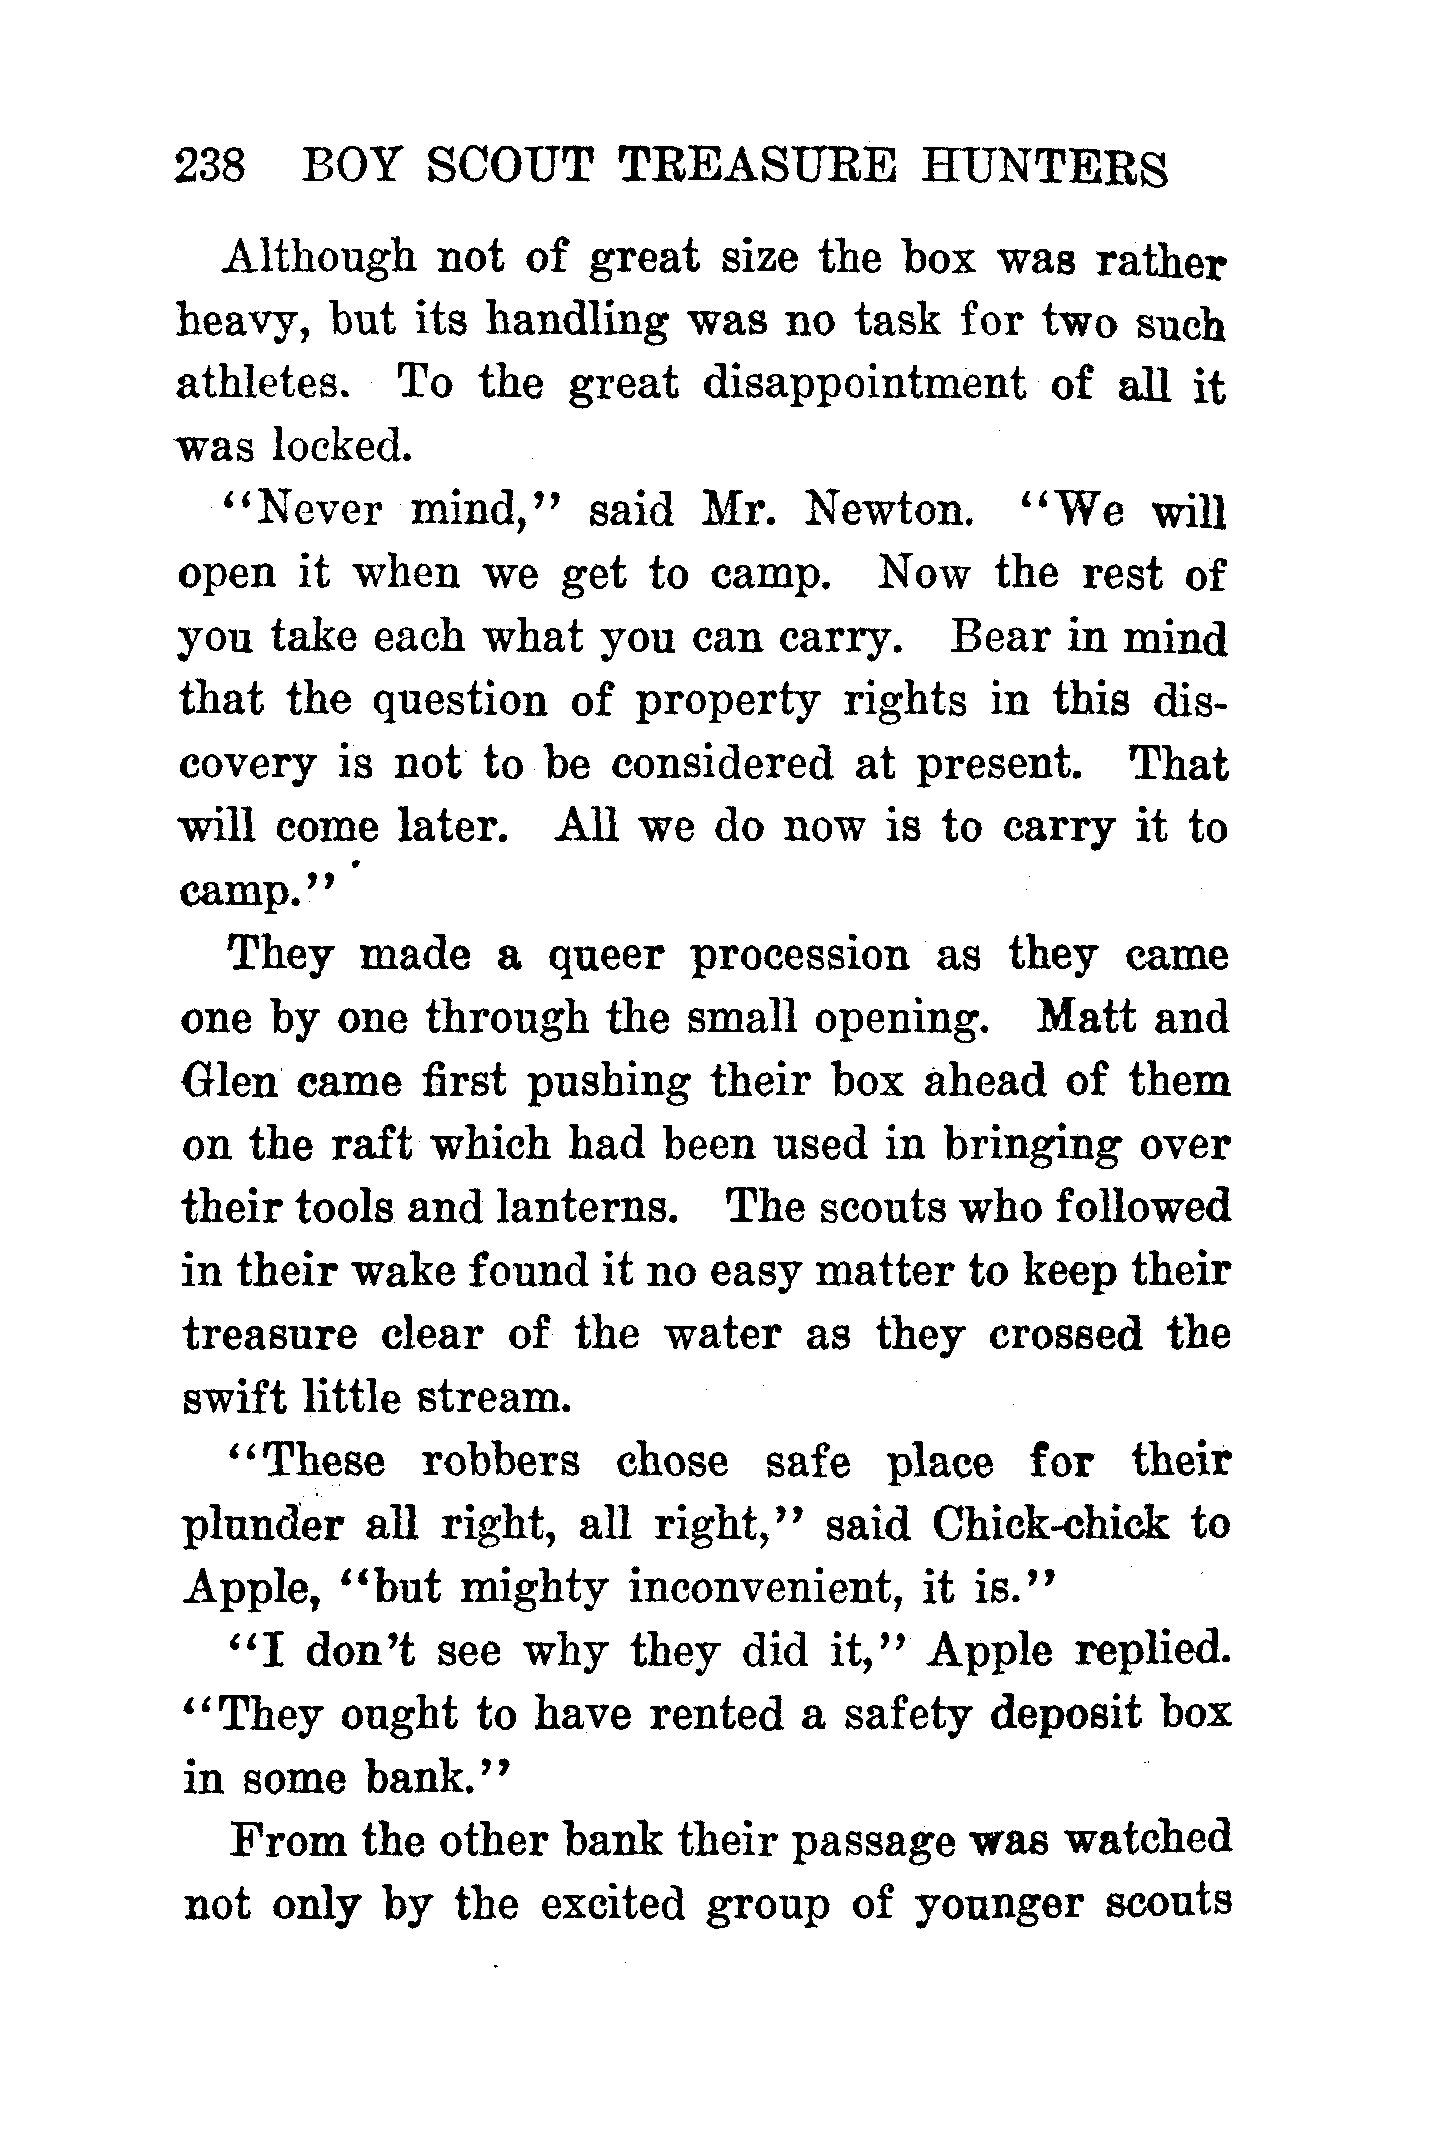 238 BOY SCOUT TREASURE HUNTERS
Although not of great size the box was rather
heavy, but its handling was no task for two such
athletes. To the great disappointment of all it
was locked.
"Never mind," said Mr. Newton. "We will
open it when we get to camp. Now the rest of
you take each what you can carry. Bear in mind
that the question of property rights in this dis-
covery is not to be considered at present. That
will come later. All we do now is to carry it to
camp."
They made a queer procession as they came
one by one through the small opening. Matt and
Glen came first pushing their box ahead of them
on the raft which had been used in bringing over
their tools and lanterns. The scouts who followed
in their wake found it no easy matter to keep their
treasure clear of the water as they crossed the
swift little stream.
"These robbers chose safe place for their
plunder all right, all right," said Chick-chick to
Apple, "but mighty inconvenient, it is."
"I don't see why they did it," Apple replied.
"They ought to have rented a safety deposit box
in some bank."
From the other bank their passage was watched
not only by the excited group of younger scouts